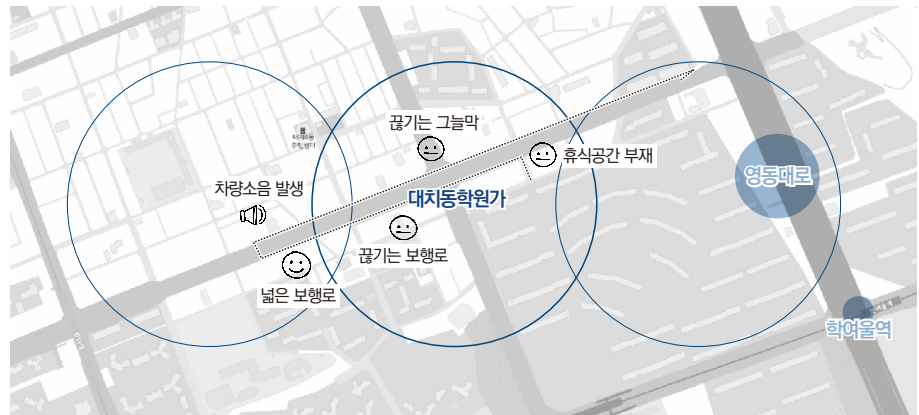 끊기는 그늘막
휴식공간 부재
영동대로
차량소음 발생
대치동학원가
끊기는 보행로
넓은 보행로
학여울역